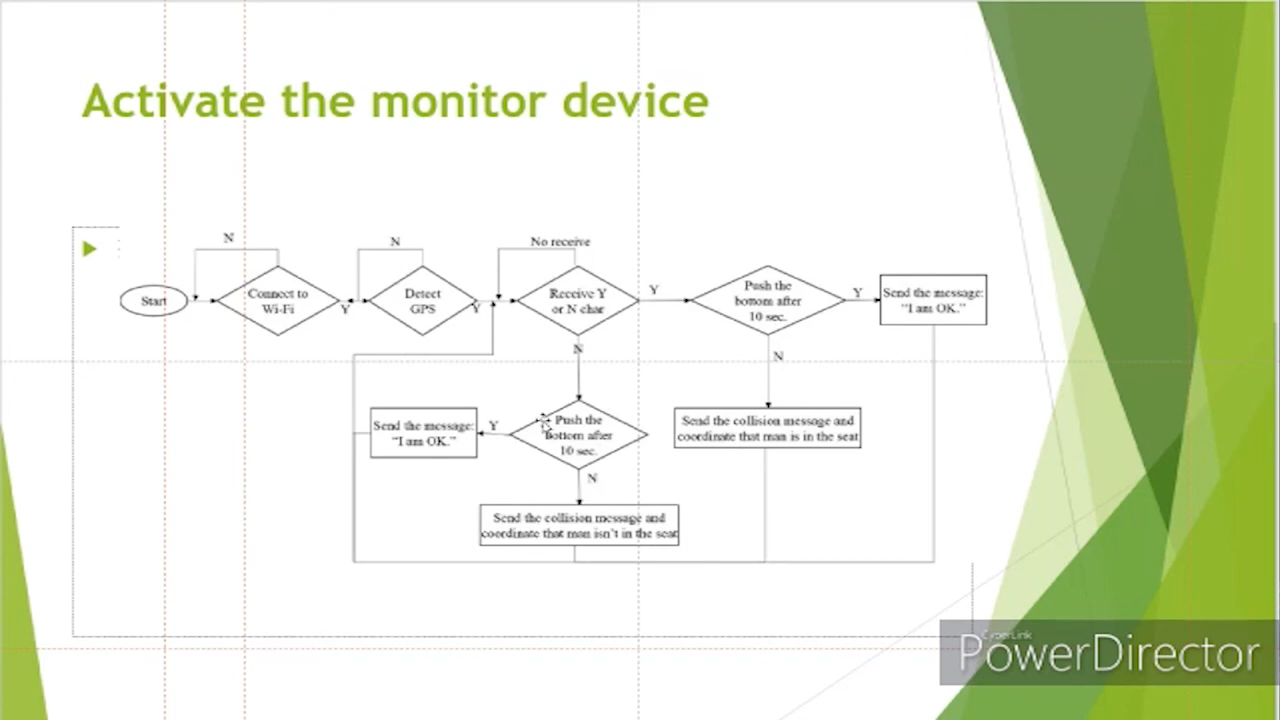 Activate the monitor device
N
N
No receive
Start
Connect to
Wi-Fi
Y
Detect
GPS
Y
Receive Y
or N char
Y
Push the
bottom after
10 sec.
Y
Send the message:
“I am OK.”
N
N
Send the message:
“I am OK.”
Y
Push the
bottom after
10 sec.
Send the collision message and
coordinate that man is in the seat
N
Send the collision message and
coordinate that man isn't in the seat
CyberLink
PowerDirector